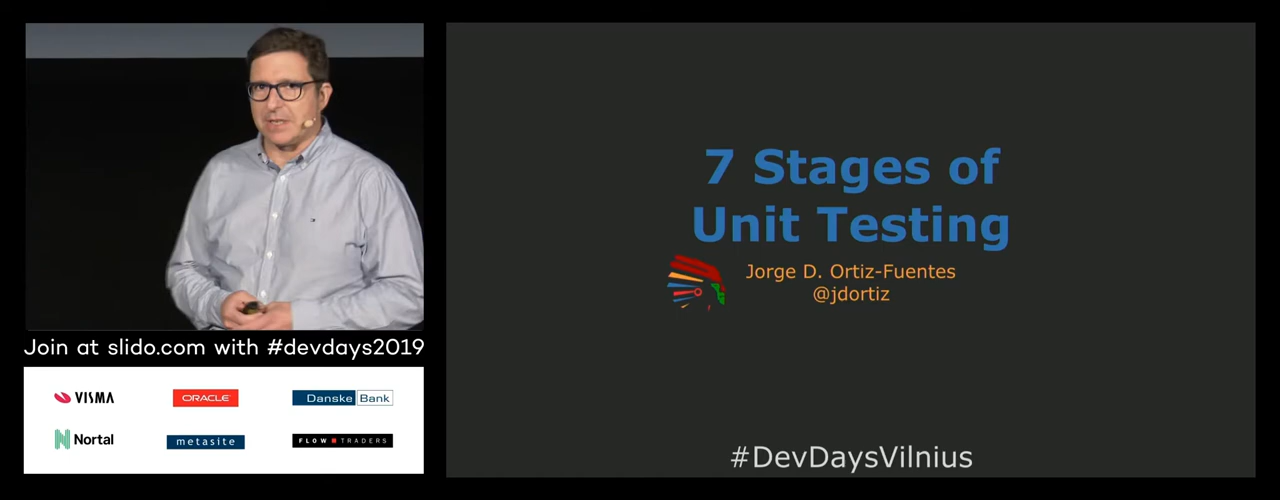 7 Stages of
Unit Testing
Jorge D. Ortiz-Fuentes
@jdortiz
#DevDaysVilnius
Join at slido.com with #devdays2019
VISMA
ORACLE
Danske Bank
Nortal
metasite
FLOW TRADERS